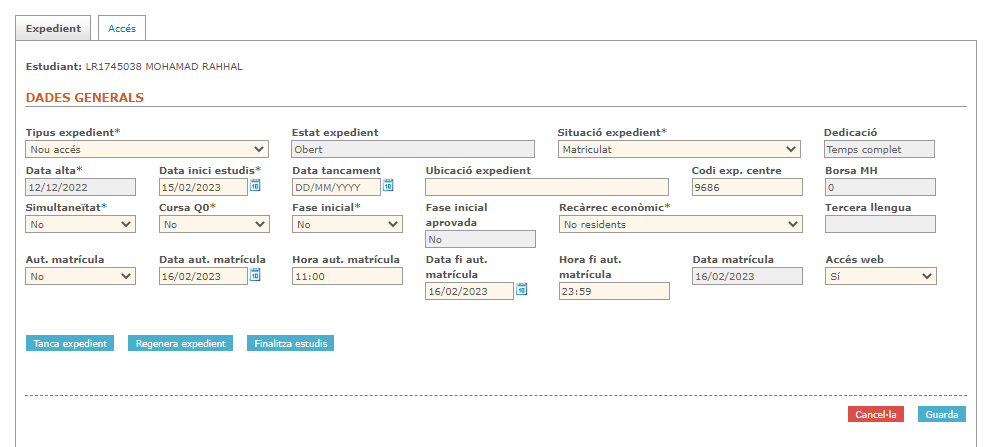 Expedient Accés
Estudiant: LR1745038 MOHAMAD RAHHAL
DADES GENERALS
Tipus expedient* Estat expedient Situació expedient* Dedicació
Nou accés Obert Matriculat Temps complet
Data alta* Data inici estudis* Data tancament Ubicació expedient Codi exp. centre Borsa MH
12/12/2022 15/02/2023 DD/MM/YYYY 9686 0
Simultaneïtat* Cursa Q0* Fase inicial* Fase inicial aprovada Recàrrec econòmic* Tercera llengua
No No No No No residents
Aut. matrícula Data aut. matrícula Hora aut. matrícula Data fi aut. matrícula Hora fi aut. matrícula Data matrícula Accés web
No 16/02/2023 11:00 16/02/2023 23:59 16/02/2023 Sí
Tanca expedient Regenera expedient Finalitza estudis
Cancel·la Guarda